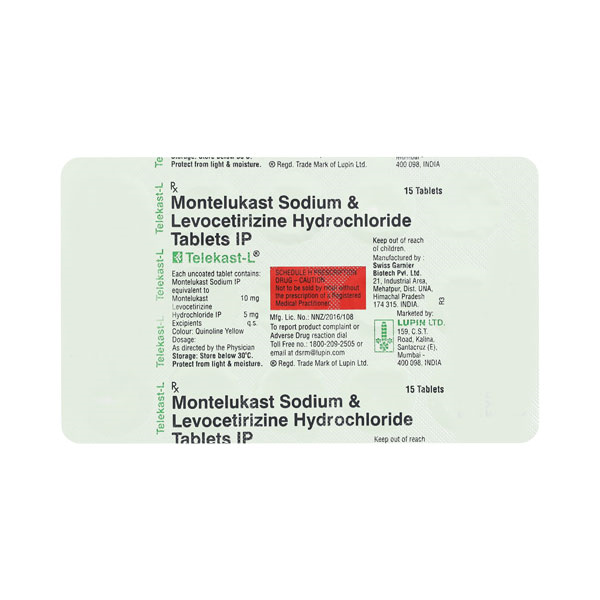 Protect from light & moisture.
® Regd. Trade Mark of Lupin Ltd.
400 098, INDIA
Telekast-L
Rx
15 Tablets
Montelukast Sodium &
Levocetirizine Hydrochloride
Tablets IP
Telekast-L®
Each uncoated tablet contains:
Montelukast Sodium IP
equivalent to
Montelukast 10 mg
Levocetirizine
Hydrochloride IP 5 mg
Excipients q.s.
Colour: Quinoline Yellow
Dosage:
As directed by the Physician
Storage: Store below 30°C.
Protect from light & moisture.
SCHEDULE H PRESCRIPTION
DRUG - CAUTION
Not to be sold by retail without
the prescription of a Registered
Medical Practitioner.
Mfg. Lic. No.: NNZ/2016/108
To report product complaint or
Adverse Drug reaction dial
Toll Free no.: 1800-209-2505 or
email at dsrm@lupin.com
® Regd. Trade Mark of Lupin Ltd.
Keep out of reach
of children.
Manufactured by :
Swiss Garnier
Biotech Pvt. Ltd.
21, Industrial Area,
Mehatpur, Dist. UNA,
Himachal Pradesh
174 315. INDIA.
R3
Marketed by:
LUPIN LTD.
159, C.S.T.
Road, Kalina,
Santacruz (E),
Mumbai -
400 098, INDIA
Telekast-L
Telekast-L
Rx
15 Tablets
Montelukast Sodium &
Levocetirizine Hydrochloride
Tablets IP
Keep out of reach